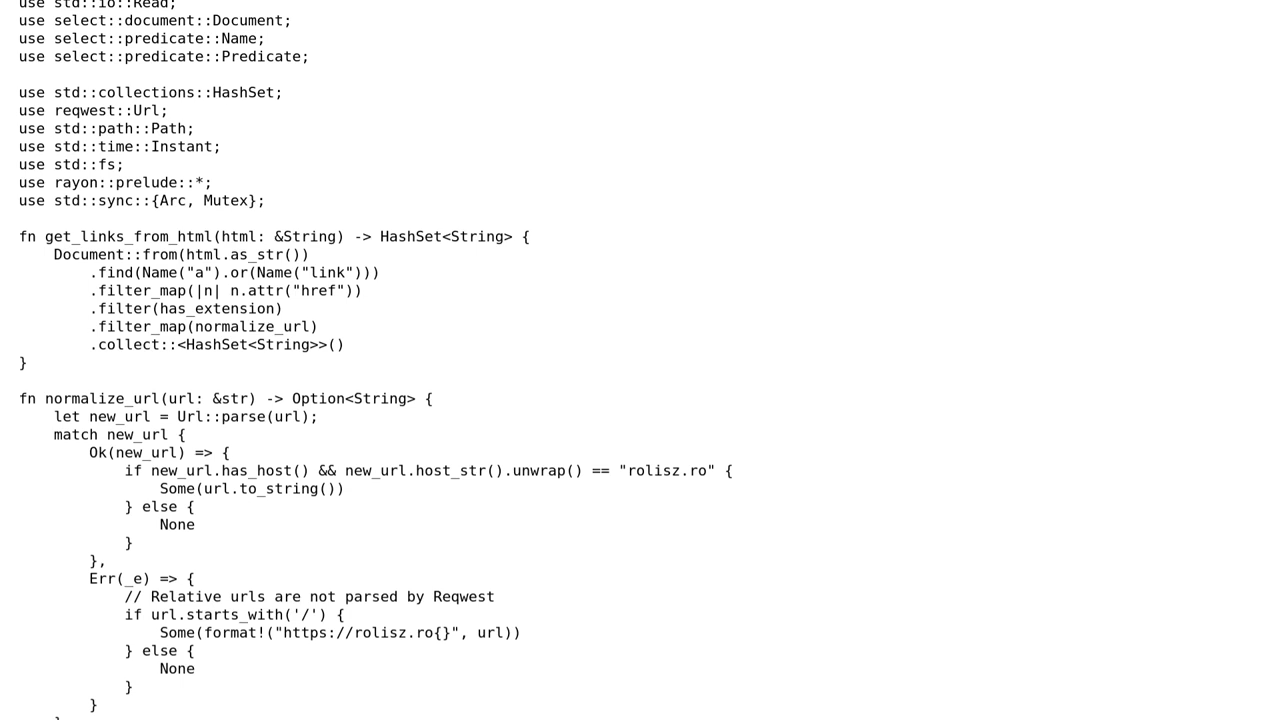 use std::io::Read;
use select::document::Document;
use select::predicate::Name;
use select::predicate::Predicate;

use std::collections::HashSet;
use reqwest::Url;
use std::path::Path;
use std::time::Instant;
use std::fs;
use rayon::prelude::*;
use std::sync::{Arc, Mutex};

fn get_links_from_html(html: &String) -> HashSet<String> {
    Document::from(html.as_str())
        .find(Name("a").or(Name("link")))
        .filter_map(|n| n.attr("href"))
        .filter(has_extension)
        .filter_map(normalize_url)
        .collect::<HashSet<String>>()
}

fn normalize_url(url: &str) -> Option<String> {
    let new_url = Url::parse(url);
    match new_url {
        Ok(new_url) => {
            if new_url.has_host() && new_url.host_str().unwrap() == "rolisz.ro" {
                Some(url.to_string())
            } else {
                None
            }
        },
        Err(_e) => {
            // Relative urls are not parsed by Reqwest
            if url.starts_with('/') {
                Some(format!("https://rolisz.ro{}", url))
            } else {
                None
            }
        }
    }